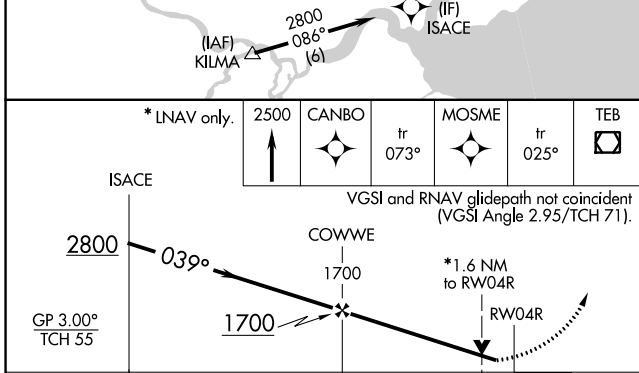 2800
086°
(6)
(IAF)
KILMA
(IF)
ISACE
* LNAV only.
2500
CANBO
tr
073°
MOSME
tr
025°
TEB
VGSI and RNAV glidepath not coincident
(VGSI Angle 2.95/TCH 71).
ISACE
COWWE
2800
039°
1700
*1.6 NM
to RW04R
RW04R
GP 3.00°
TCH 55
1700